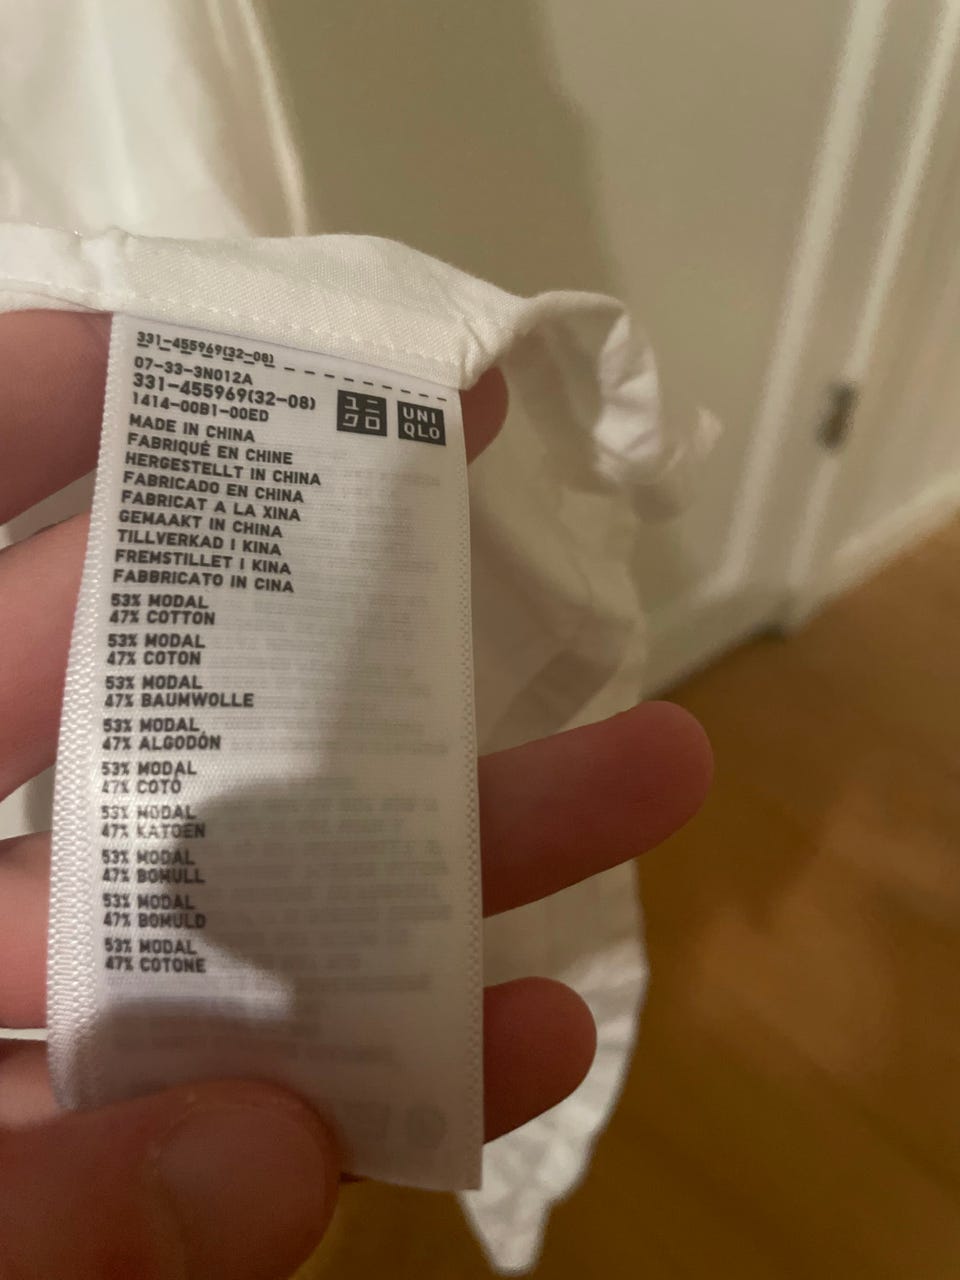 331-455969(32-08)
07-33-3N012A
331-455969(32-08)
1414-00B1-00ED
ユニ
クロ
UNI
QLO
MADE IN CHINA
FABRIQUÉ EN CHINE
HERGESTELLT IN CHINA
FABRICADO EN CHINA
FABRICAT A LA XINA
GEMAAKT IN CHINA
TILLVERKAD I KINA
FREMSTILLET I KINA
FABBRICATO IN CINA
53% MODAL
47% COTTON
53% MODAL
47% COTON
53% MODAL
47% BAUMWOLLE
53% MODAL
47% ALGODÓN
53% MODAL
47% COTÓ
53% MODAL
47% KATOEN
53% MODAL
47% BOMULL
53% MODAL
47% BOMULD
53% MODAL
47% COTONE